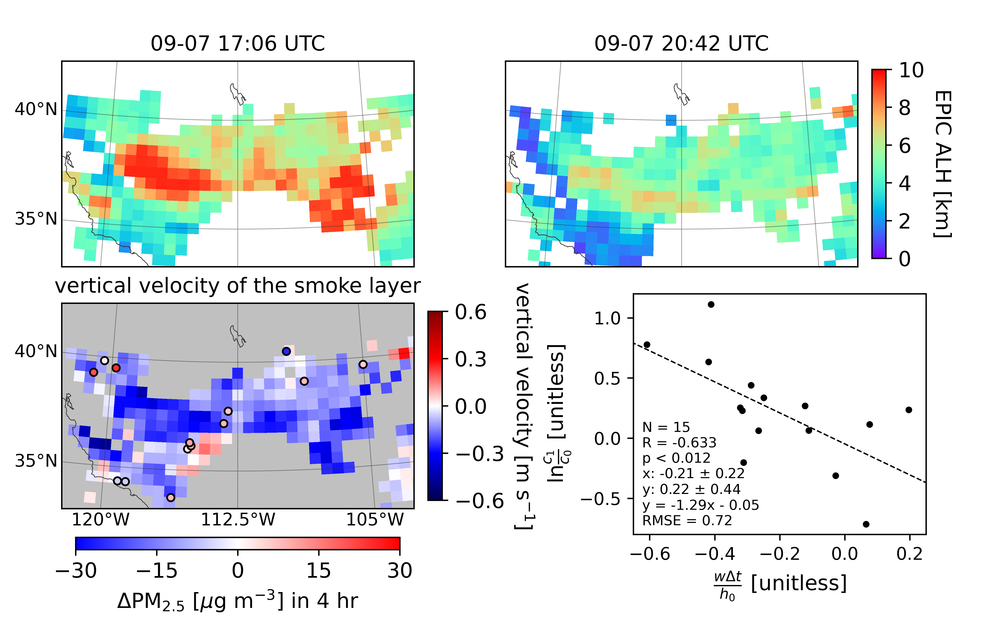 09-07 17:06 UTC
09-07 20:42 UTC
40°N
35°N
10
8
6
4
2
0
EPIC ALH [km]
vertical velocity of the smoke layer
40°N
35°N
120°W
112.5°W
105°W
0.6
0.3
0.0
−0.3
−0.6
vertical velocity [m s⁻¹]
−30
−15
0
15
30
ΔPM₂.₅ [μg m⁻³] in 4 hr
ln c₁/c₀ [unitless]
1.0
0.5
0.0
−0.5
N = 15
R = -0.633
p < 0.012
x: -0.21 ± 0.22
y: 0.22 ± 0.44
y = -1.29x - 0.05
RMSE = 0.72
−0.6
−0.4
−0.2
0.0
0.2
wΔt/h₀ [unitless]